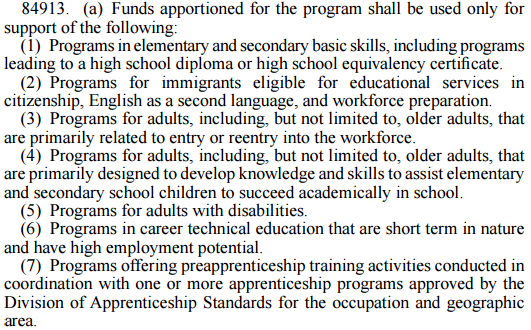 84913. (a) Funds apportioned for the program shall be used only for
support of the following:
(1) Programs in elementary and secondary basic skills, including programs
leading to a high school diploma or high school equivalency certificate.
(2) Programs for immigrants eligible for educational services in
citizenship, English as a second language, and workforce preparation.
(3) Programs for adults, including, but not limited to, older adults, that
are primarily related to entry or reentry into the workforce.
(4) Programs for adults, including, but not limited to, older adults, that
are primarily designed to develop knowledge and skills to assist elementary
and secondary school children to succeed academically in school.
(5) Programs for adults with disabilities.
(6) Programs in career technical education that are short term in nature
and have high employment potential.
(7) Programs offering preapprenticeship training activities conducted in
coordination with one or more apprenticeship programs approved by the
Division of Apprenticeship Standards for the occupation and geographic
area.